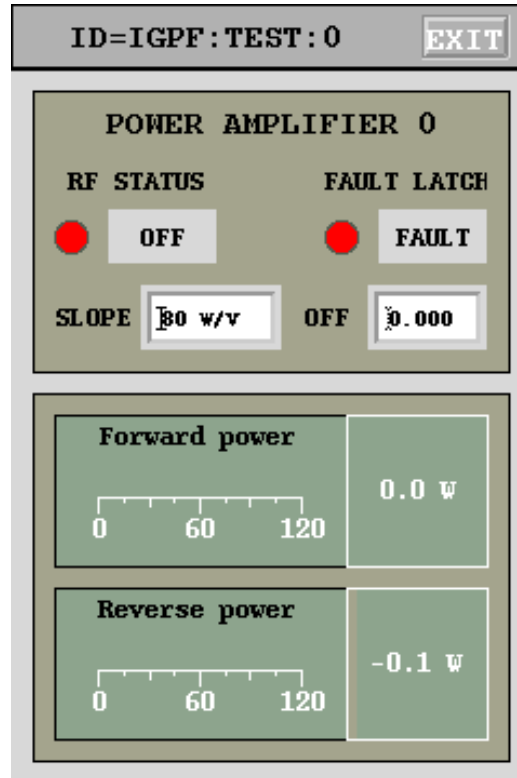 ID=IGPF:TEST:0 EXIT
POWER AMPLIFIER 0
RF STATUS FAULT LATCH
OFF FAULT
SLOPE 80 w/v OFF 0.000
Forward power
0.0 W
0 60 120
Reverse power
-0.1 W
0 60 120